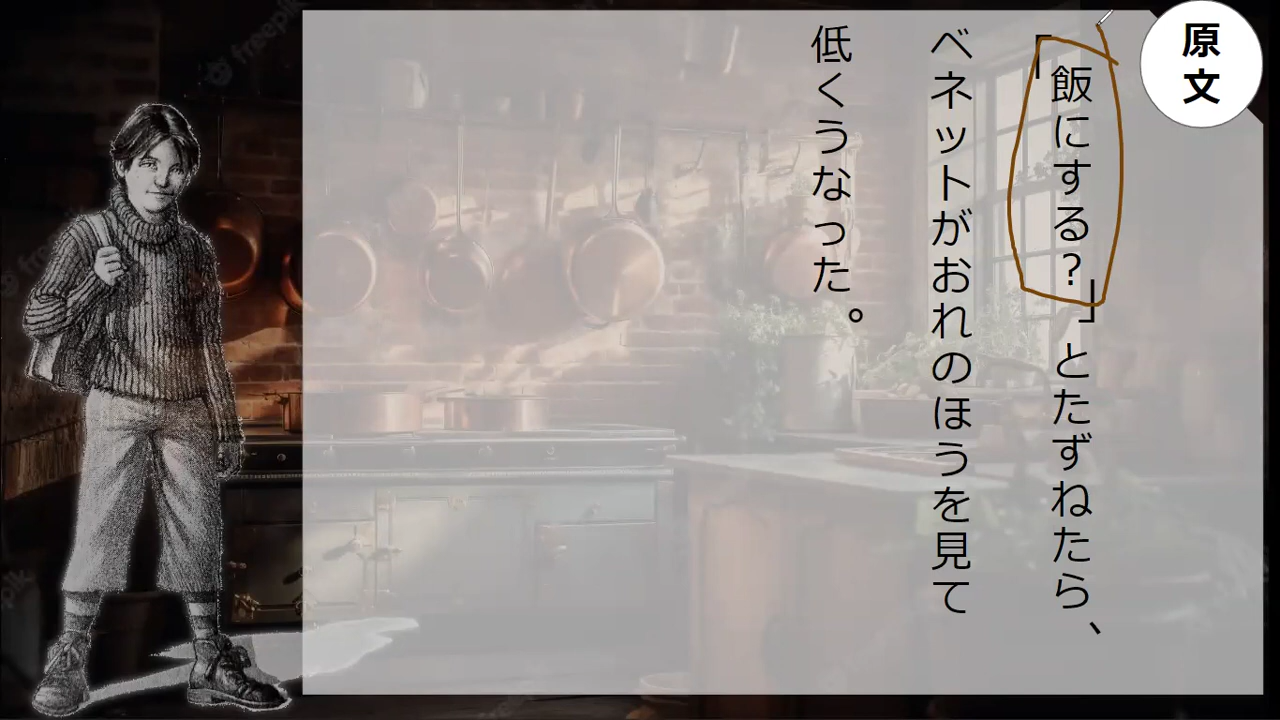 原文
「飯にする？」とたずねたら、
ベネットがおれのほうを見て
低くうなった。
freepik